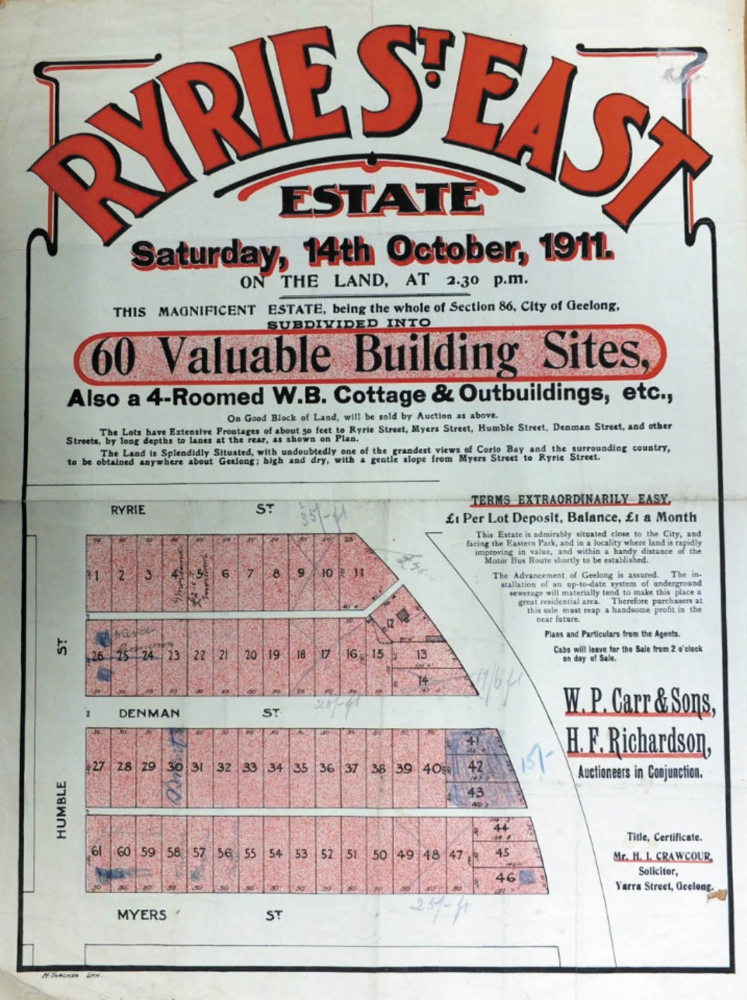 RYRIE ST. EAST
ESTATE
Saturday, 14th October, 1911.
ON THE LAND, AT 2.30 p.m.
THIS MAGNIFICENT ESTATE, being the whole of Section 86, City of Geelong,
SUBDIVIDED INTO
60 Valuable Building Sites,
Also a 4-Roomed W.B. Cottage & Outbuildings, etc.,
On Good Block of Land, will be sold by Auction as above.
The Lots have Extensive Frontages of about 50 feet to Ryrie Street, Myers Street, Humble Street, Denman Street, and other
Streets, by long depths to lanes at the rear, as shown on Plan.
The Land is Splendidly Situated, with undoubtedly one of the grandest views of Corio Bay and the surrounding country,
to be obtained anywhere about Geelong; high and dry, with a gentle slope from Myers Street to Ryrie Street.
TERMS EXTRAORDINARILY EASY.
£1 Per Lot Deposit, Balance, £1 a Month
This Estate is admirably situated close to the City, and
facing the Eastern Park, and in a locality where land is rapidly
improving in value, and within a handy distance of the
Motor Bus Route shortly to be established.
The Advancement of Geelong is assured. The in-
stallation of an up-to-date system of underground
sewerage will materially tend to make this place a
great residential area. Therefore purchasers at
this sale must reap a handsome profit in the
near future.
Plans and Particulars from the Agents.
Cabs will leave for the Sale from 2 o'clock
on day of Sale.
W. P. Carr & Sons,
H. F. Richardson,
Auctioneers in Conjunction.
Title, Certificate.
Mr. H. I. CRAWCOUR,
Solicitor,
Yarra Street, Geelong.
RYRIE ST
35/- ft
1 2 3 4 5 6 7 8 9 10 11
12
26 25 24 23 22 21 20 19 18 17 16 15 13
14
17/6 ft
20/- ft
DENMAN ST
HUMBLE ST
27 28 29 30 31 32 33 34 35 36 37 38 39 40
41
42
43
15/-
61 60 59 58 57 56 55 54 53 52 51 50 49 48 47
44
45
46
25/- ft
MYERS ST
H. THACKER LITH.